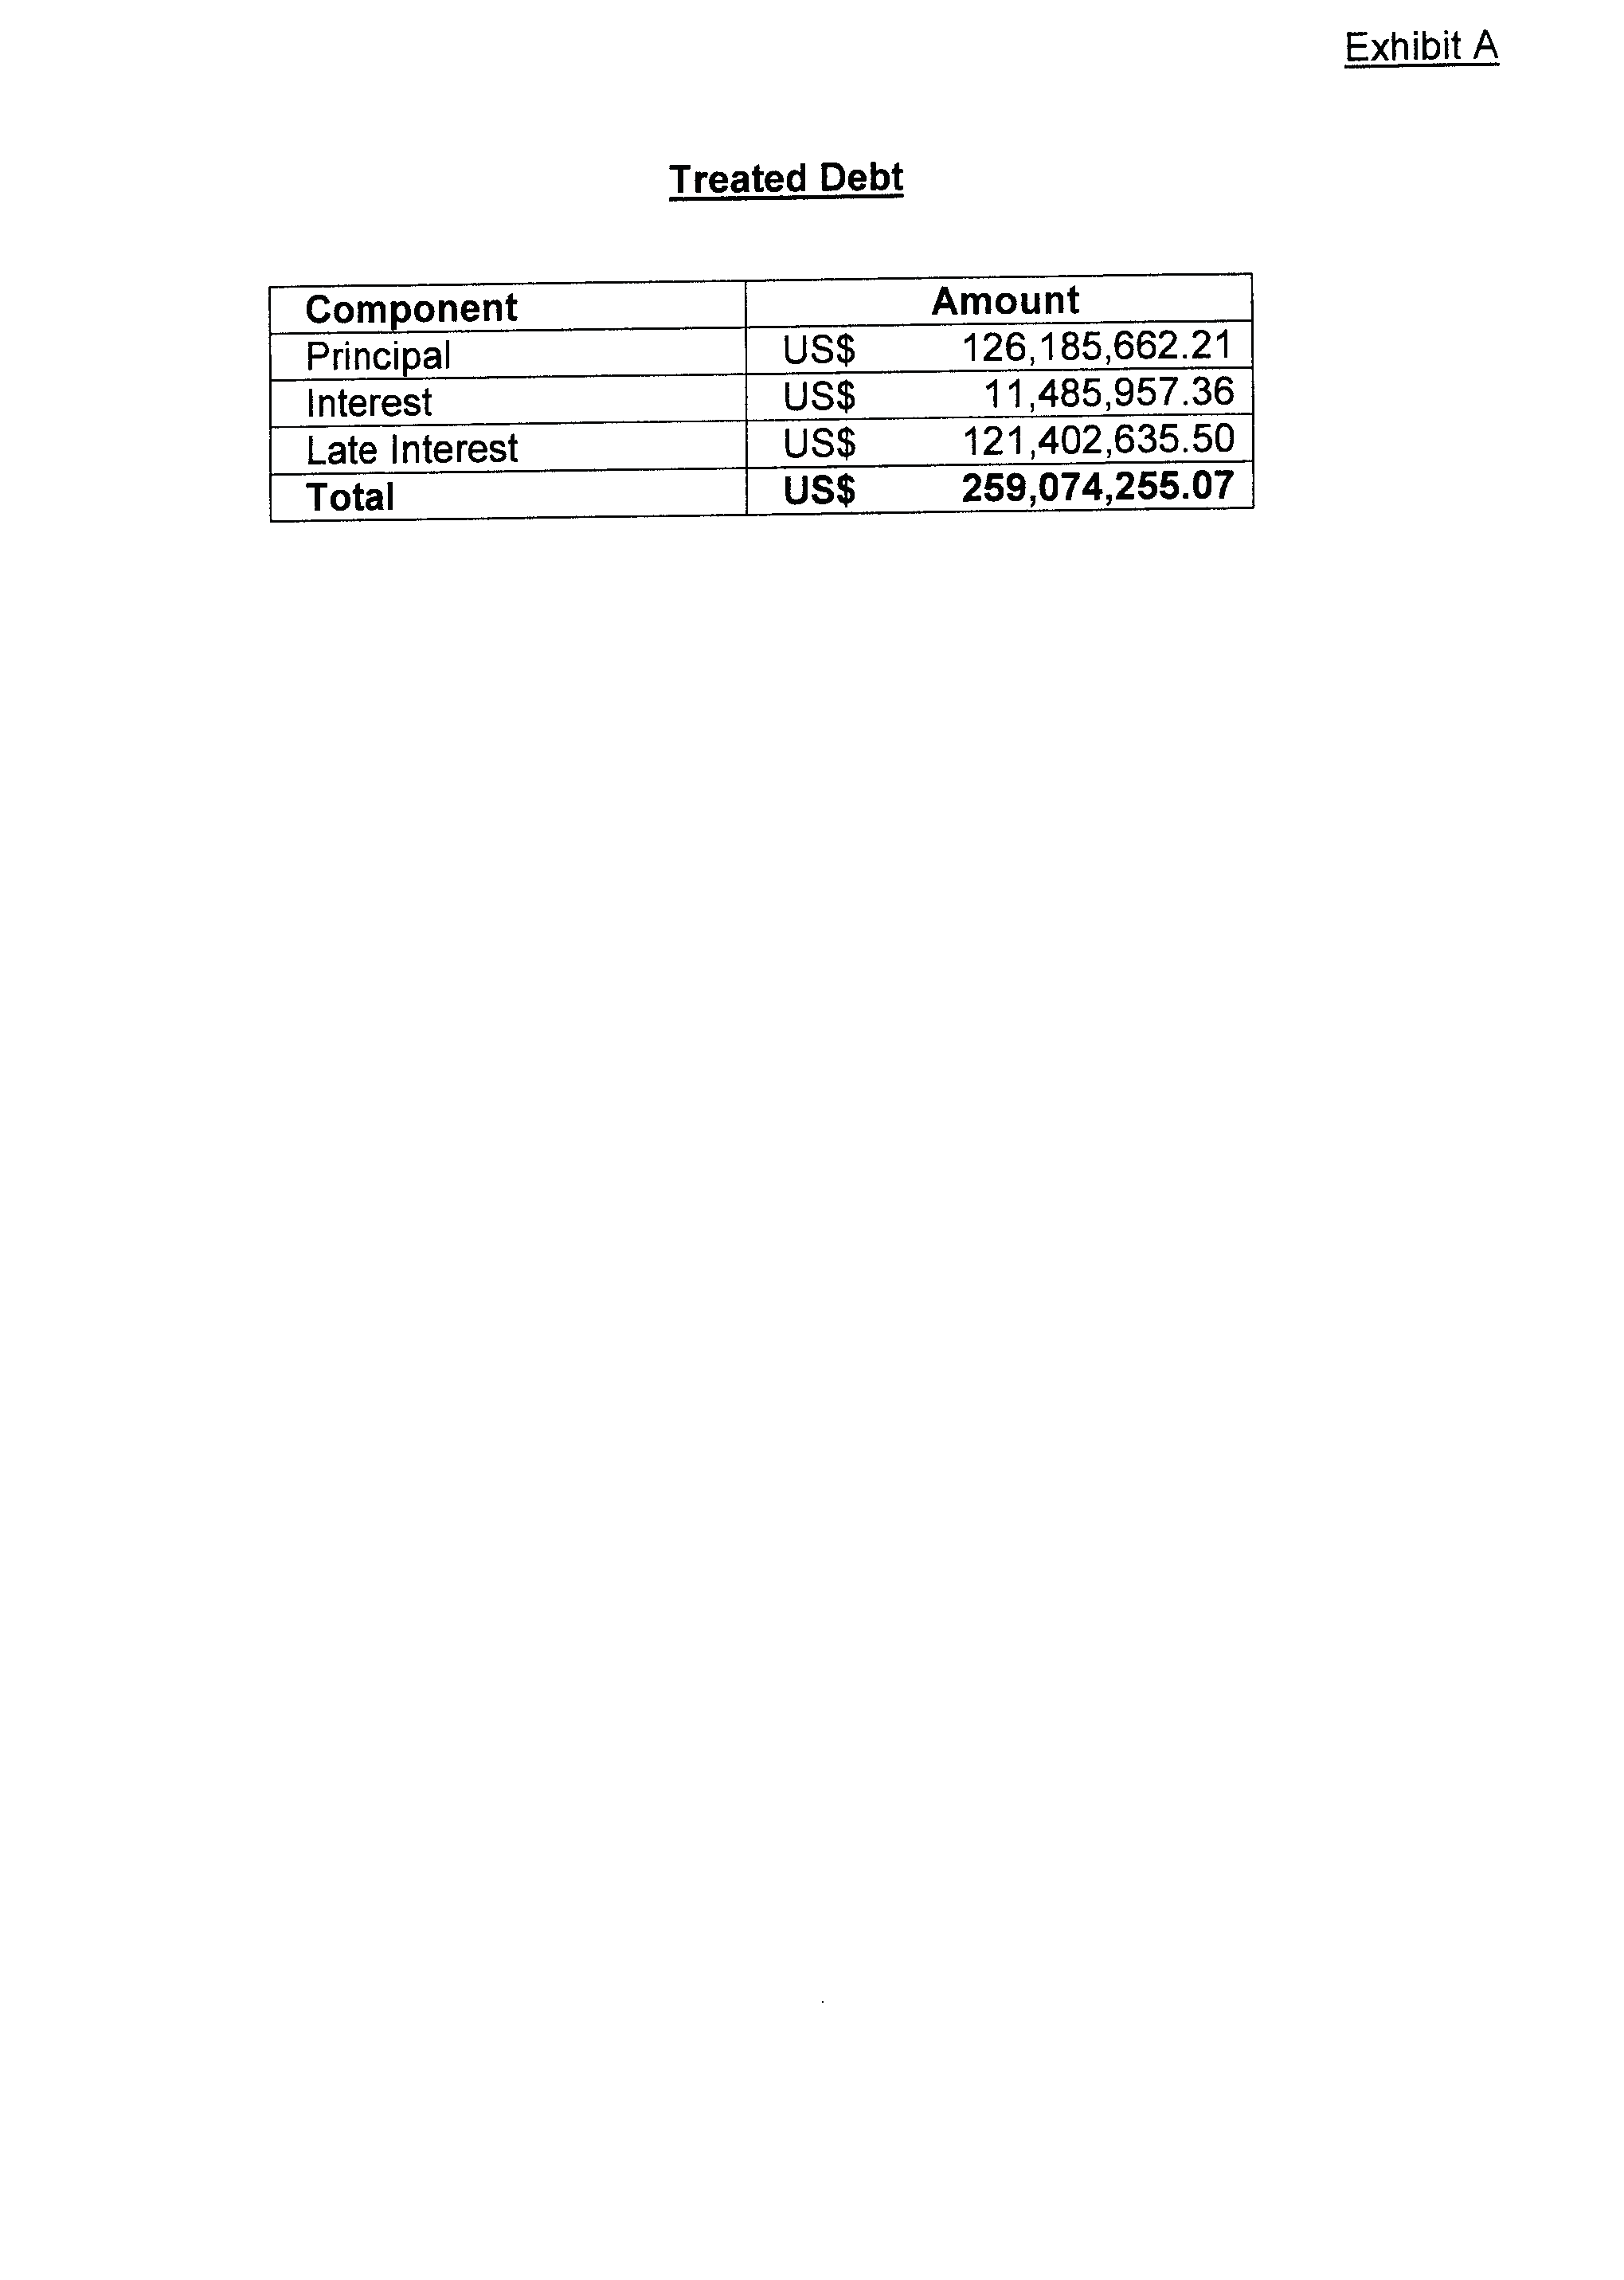 Exhibit A
Treated Debt
Component Amount
Principal US$ 126,185,662.21
Interest US$ 11,485,957.36
Late Interest US$ 121,402,635.50
Total US$ 259,074,255.07